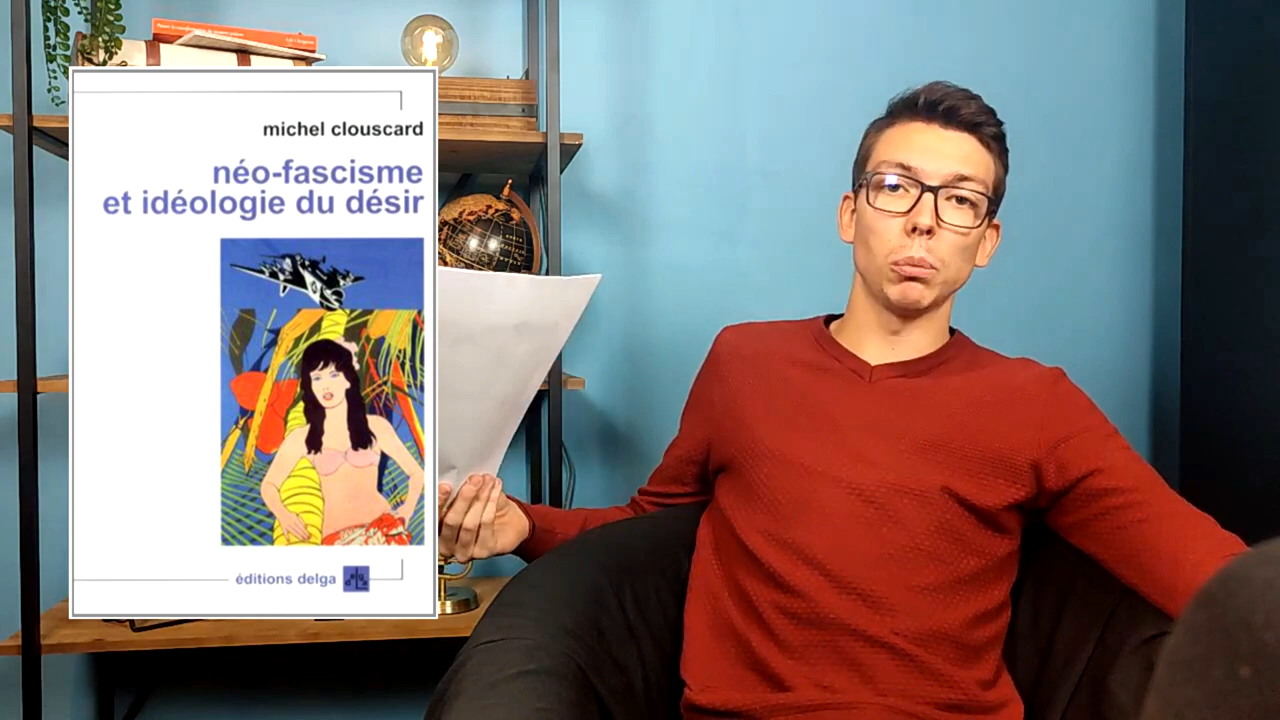 michel clouscard
néo-fascisme
et idéologie du désir
éditions delga